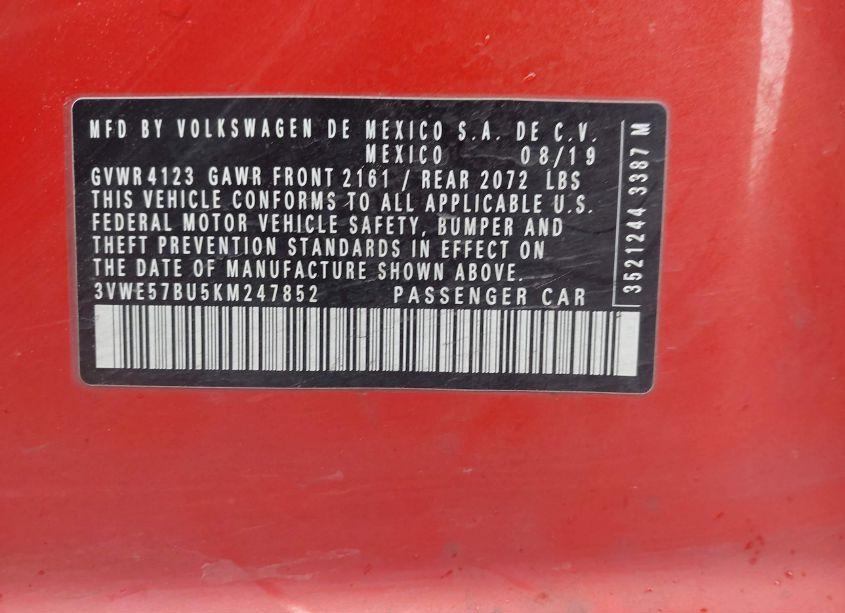 MFD BY VOLKSWAGEN DE MEXICO S.A. DE C.V.
MEXICO 08/19
GVWR 4123 GAWR FRONT 2161 / REAR 2072 LBS
THIS VEHICLE CONFORMS TO ALL APPLICABLE U.S.
FEDERAL MOTOR VEHICLE SAFETY, BUMPER AND
THEFT PREVENTION STANDARDS IN EFFECT ON
THE DATE OF MANUFACTURE SHOWN ABOVE.
3VWE57BU5KM247852 PASSENGER CAR
3521244 3387 M